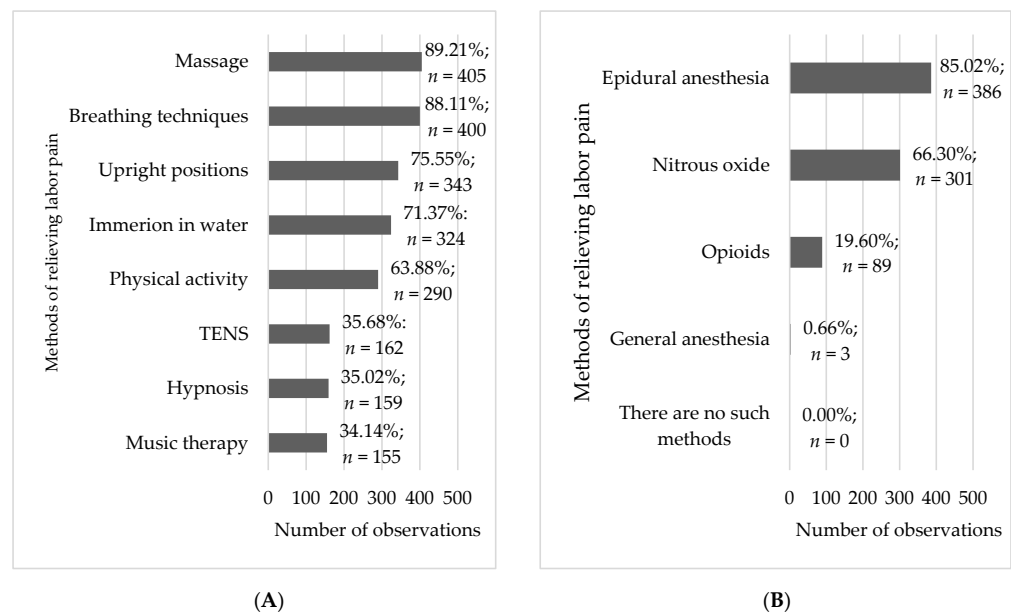 Methods of relieving labor pain
Massage
89.21%;
n = 405
Breathing techniques
88.11%;
n = 400
Upright positions
75.55%;
n = 343
Immerion in water
71.37%:
n = 324
Physical activity
63.88%;
n = 290
TENS
35.68%:
n = 162
Hypnosis
35.02%;
n = 159
Music therapy
34.14%;
n = 155
0 100 200 300 400 500
Number of observations
(A)
Methods of relieving labor pain
Epidural anesthesia
85.02%;
n = 386
Nitrous oxide
66.30%;
n = 301
Opioids
19.60%;
n = 89
General anesthesia
0.66%;
n = 3
There are no such
methods
0.00%;
n = 0
0 100 200 300 400 500
Number of observations
(B)